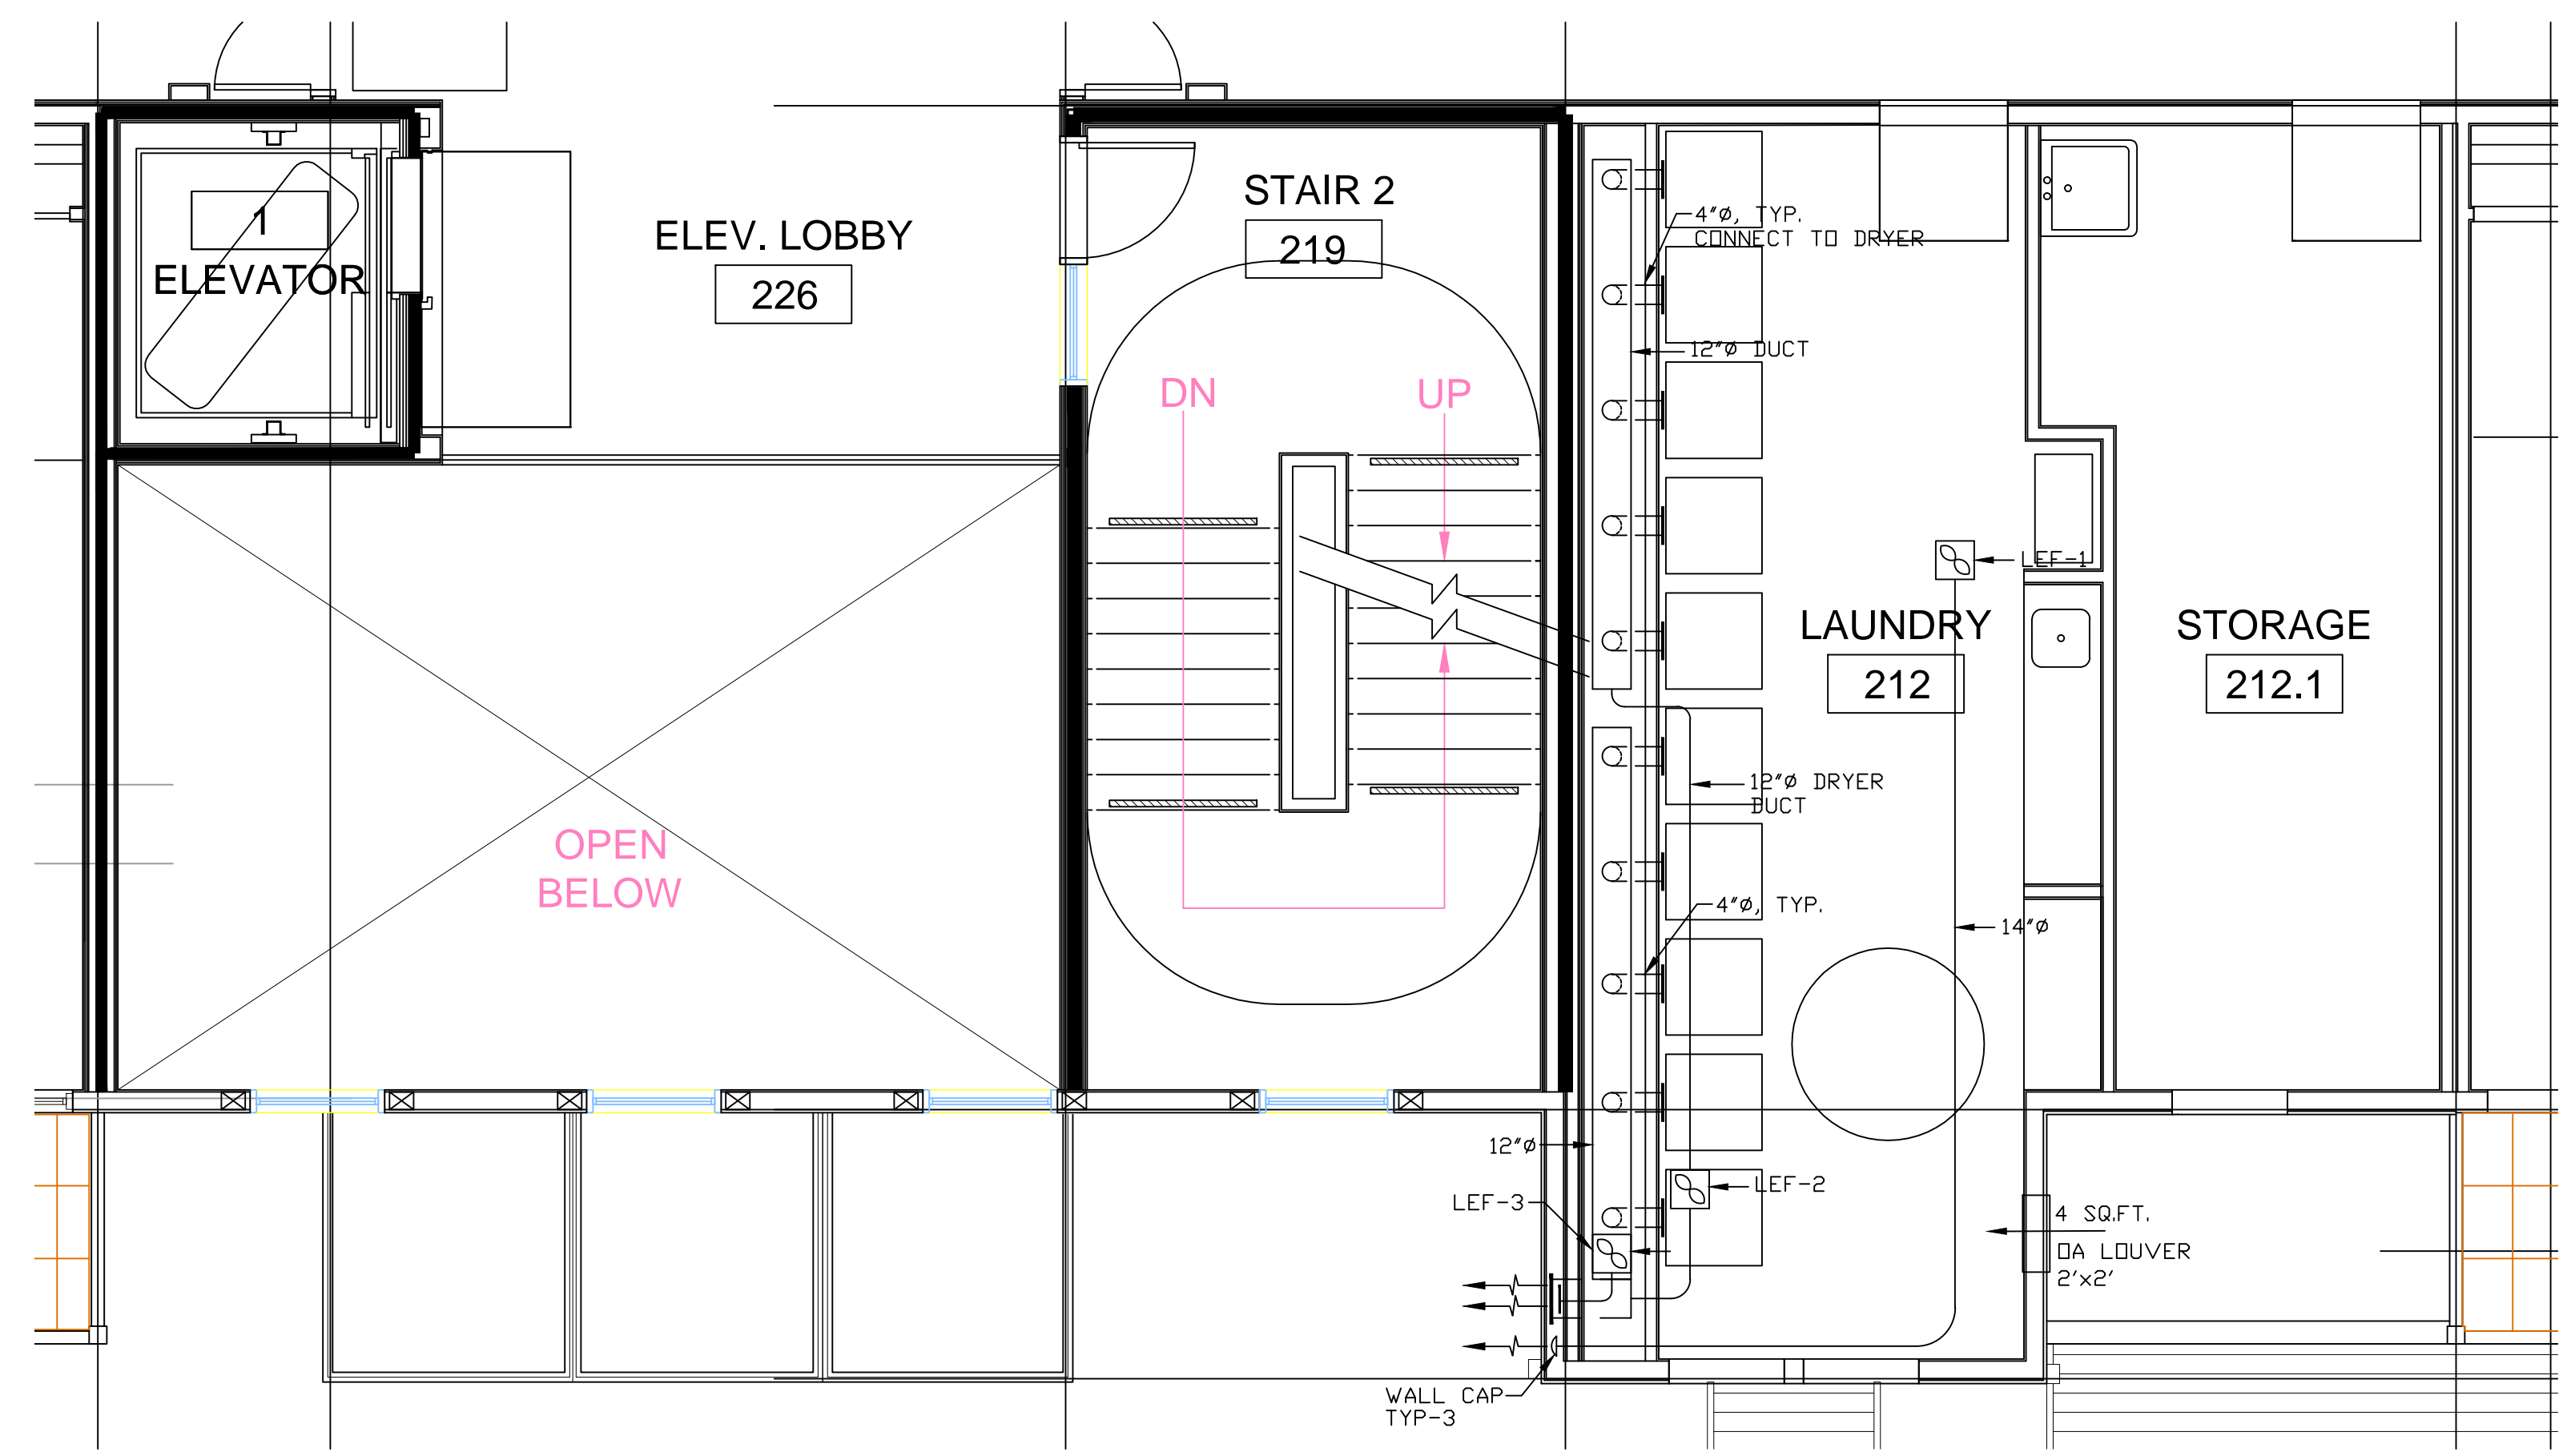 1
ELEVATOR
ELEV. LOBBY
226
STAIR 2
219
4"ø, TYP.
CONNECT TO DRYER
12"ø DUCT
DN
UP
LEF-1
LAUNDRY
212
STORAGE
212.1
12"ø DRYER
DUCT
OPEN
BELOW
4"ø, TYP.
14"ø
12"ø
LEF-3
LEF-2
4 SQ.FT.
OA LOUVER
2'x2'
WALL CAP
TYP-3